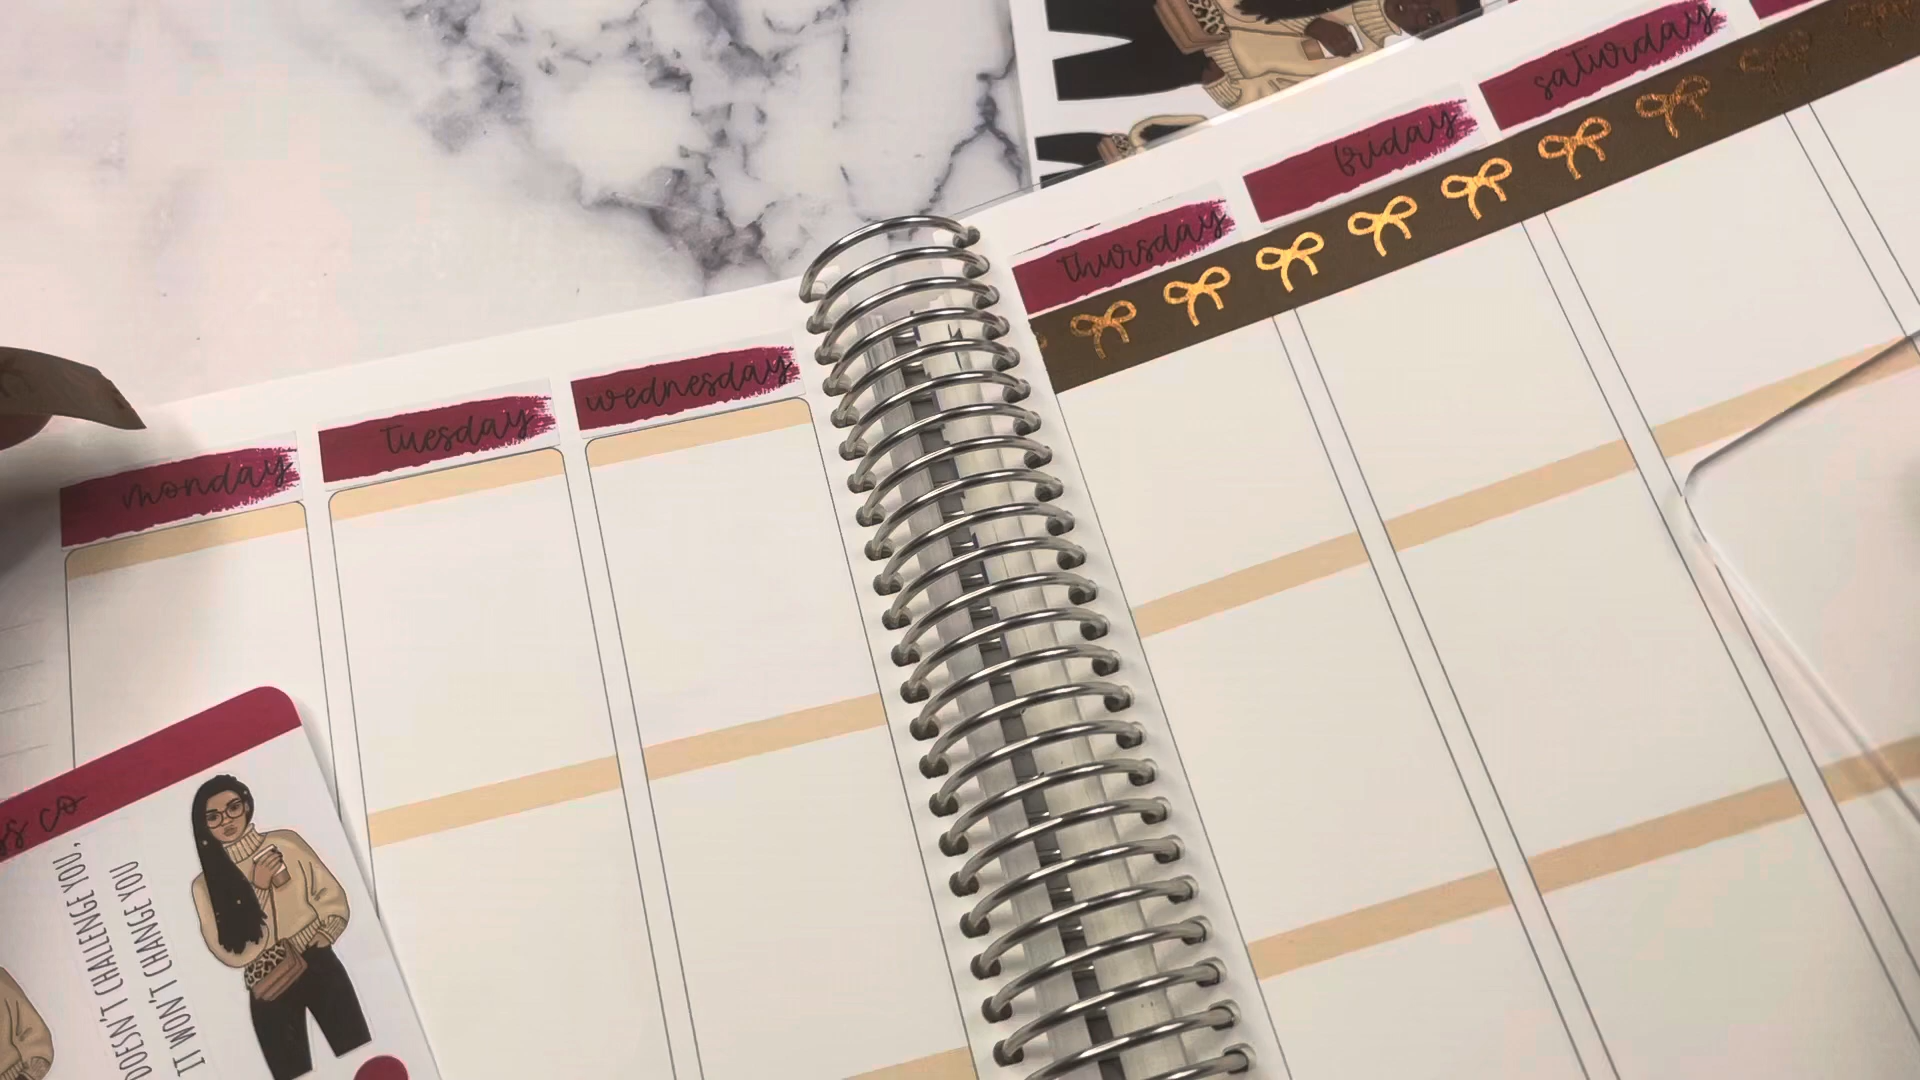 monday
tuesday
wednesday
thursday
friday
saturday
co
DOESN'T CHALLENGE YOU,
IT WON'T CHANGE YOU